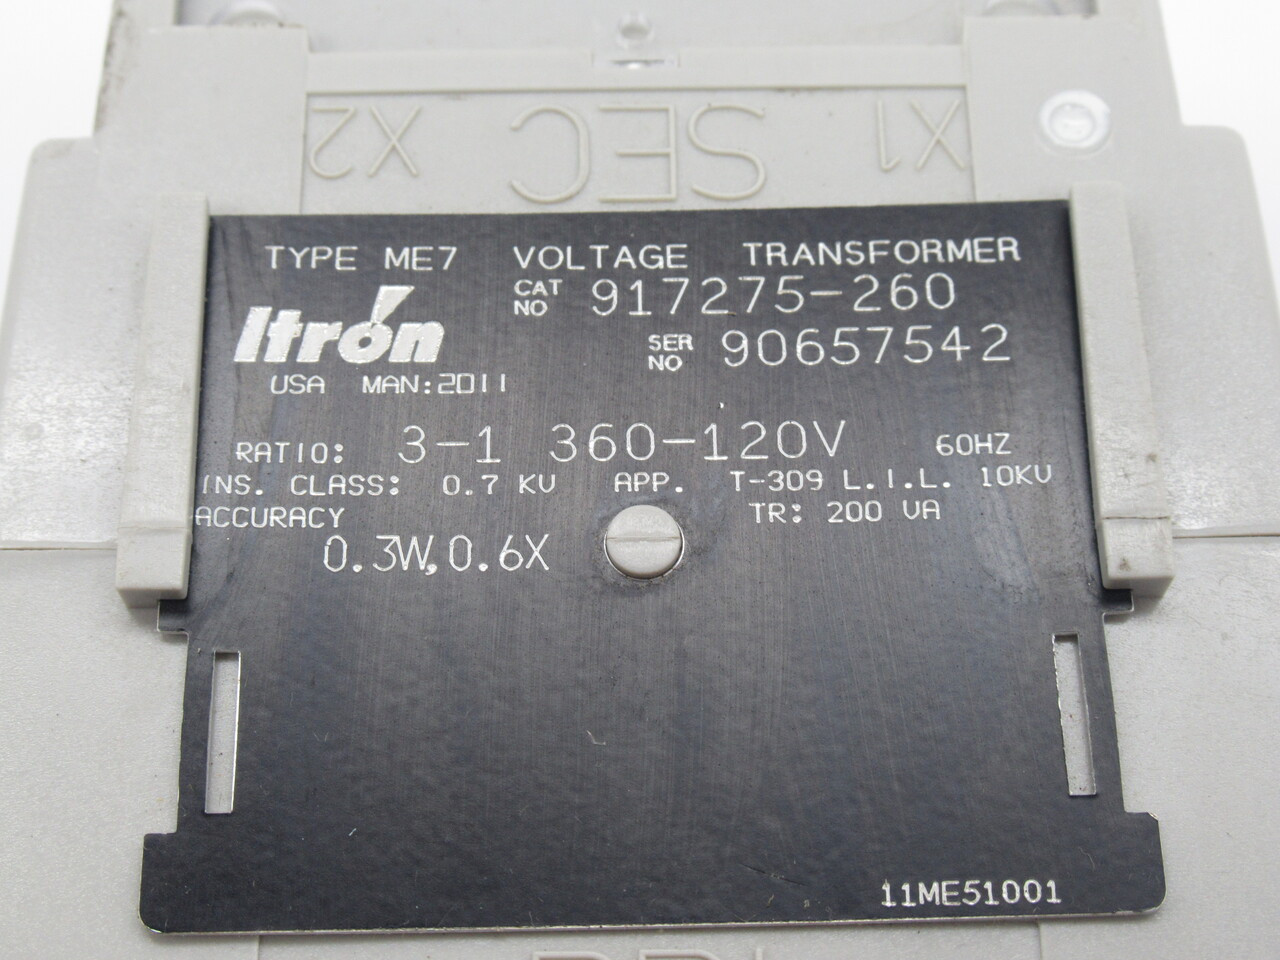 X2 SEC X1
TYPE ME7 VOLTAGE TRANSFORMER
CAT NO 917275-260
Itron
SER NO 90657542
USA MAN:2011
RATIO: 3-1 360-120V 60HZ
INS. CLASS: 0.7 KV APP. T-309 L.I.L. 10KV
ACCURACY TR: 200 VA
0.3W,0.6X
11ME51001